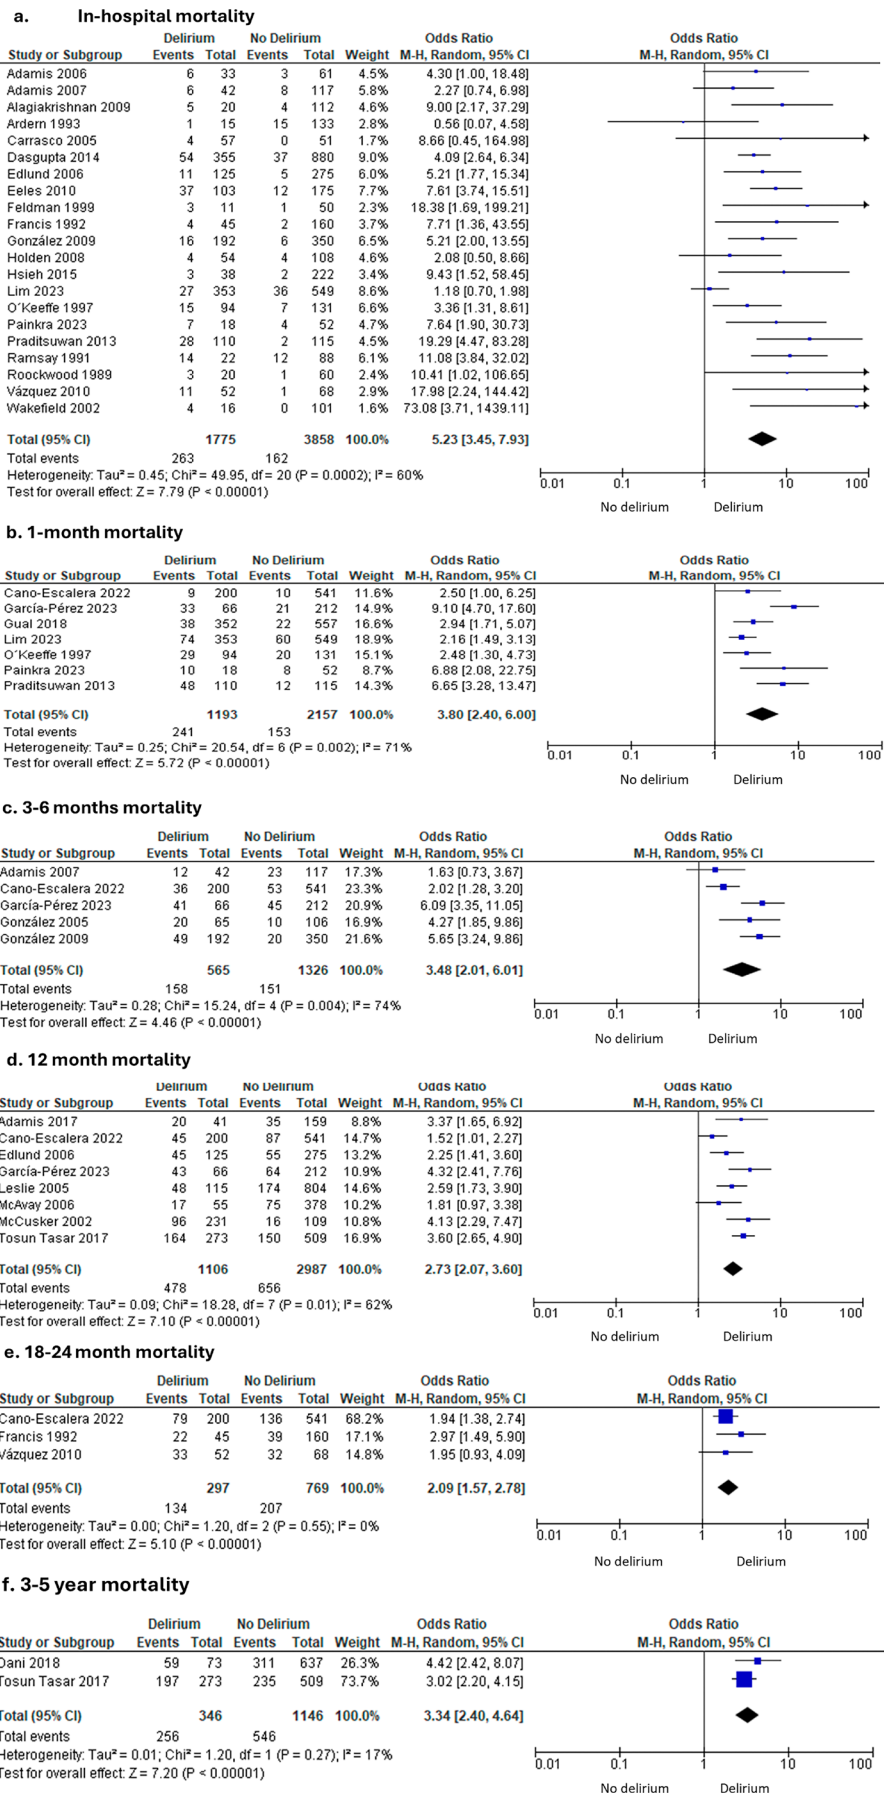 a. In-hospital mortality
Delirium No Delirium Odds Ratio Odds Ratio
Study or Subgroup Events Total Events Total Weight M-H, Random, 95% CI M-H, Random, 95% CI
Adamis 2006 6 33 3 61 4.5% 4.30 [1.00, 18.48]
Adamis 2007 6 42 8 117 5.8% 2.27 [0.74, 6.98]
Alagiakrishnan 2009 5 20 4 112 4.6% 9.00 [2.17, 37.29]
Ardern 1993 1 15 15 133 2.8% 0.56 [0.07, 4.58]
Carrasco 2005 4 57 0 51 1.7% 8.66 [0.45, 164.98]
Dasgupta 2014 54 355 37 880 9.0% 4.09 [2.64, 6.34]
Edlund 2006 11 125 5 275 6.0% 5.21 [1.77, 15.34]
Eeles 2010 37 103 12 175 7.7% 7.61 [3.74, 15.51]
Feldman 1999 3 11 1 50 2.3% 18.38 [1.69, 199.21]
Francis 1992 4 45 2 160 3.7% 7.71 [1.36, 43.55]
González 2009 16 192 6 350 6.5% 5.21 [2.00, 13.55]
Holden 2008 4 54 4 108 4.5% 2.08 [0.50, 8.66]
Hsieh 2015 3 38 2 222 3.4% 9.43 [1.52, 58.45]
Lim 2023 27 353 36 549 8.6% 1.18 [0.70, 1.98]
O´Keeffe 1997 15 94 7 131 6.6% 3.36 [1.31, 8.61]
Painkra 2023 7 18 4 52 4.7% 7.64 [1.90, 30.73]
Praditsuwan 2013 28 110 2 115 4.5% 19.29 [4.47, 83.28]
Ramsay 1991 14 22 12 88 6.1% 11.08 [3.84, 32.02]
Roockwood 1989 3 20 1 60 2.4% 10.41 [1.02, 106.65]
Vázquez 2010 11 52 1 68 2.9% 17.98 [2.24, 144.42]
Wakefield 2002 4 16 0 101 1.6% 73.08 [3.71, 1439.11]
Total (95% CI) 1775 3858 100.0% 5.23 [3.45, 7.93]
Total events 263 162
Heterogeneity: Tau² = 0.45; Chi² = 49.95, df = 20 (P = 0.0002); I² = 60%
Test for overall effect: Z = 7.79 (P < 0.00001)
0.01 0.1 1 10 100
No delirium Delirium
b. 1-month mortality
Delirium No Delirium Odds Ratio Odds Ratio
Study or Subgroup Events Total Events Total Weight M-H, Random, 95% CI M-H, Random, 95% CI
Cano-Escalera 2022 9 200 10 541 11.6% 2.50 [1.00, 6.25]
García-Pérez 2023 33 66 21 212 14.9% 9.10 [4.70, 17.60]
Gual 2018 38 352 22 557 16.6% 2.94 [1.71, 5.07]
Lim 2023 74 353 60 549 18.9% 2.16 [1.49, 3.13]
O´Keeffe 1997 29 94 20 131 15.1% 2.48 [1.30, 4.73]
Painkra 2023 10 18 8 52 8.7% 6.88 [2.08, 22.75]
Praditsuwan 2013 48 110 12 115 14.3% 6.65 [3.28, 13.47]
Total (95% CI) 1193 2157 100.0% 3.80 [2.40, 6.00]
Total events 241 153
Heterogeneity: Tau² = 0.25; Chi² = 20.54, df = 6 (P = 0.002); I² = 71%
Test for overall effect: Z = 5.72 (P < 0.00001)
0.01 0.1 1 10 100
No delirium Delirium
c. 3-6 months mortality
Delirium No Delirium Odds Ratio Odds Ratio
Study or Subgroup Events Total Events Total Weight M-H, Random, 95% CI M-H, Random, 95% CI
Adamis 2007 12 42 23 117 17.3% 1.63 [0.73, 3.67]
Cano-Escalera 2022 36 200 53 541 23.3% 2.02 [1.28, 3.20]
García-Pérez 2023 41 66 45 212 20.9% 6.09 [3.35, 11.05]
González 2005 20 65 10 106 16.9% 4.27 [1.85, 9.86]
González 2009 49 192 20 350 21.6% 5.65 [3.24, 9.86]
Total (95% CI) 565 1326 100.0% 3.48 [2.01, 6.01]
Total events 158 151
Heterogeneity: Tau² = 0.28; Chi² = 15.24, df = 4 (P = 0.004); I² = 74%
Test for overall effect: Z = 4.46 (P < 0.00001)
0.01 0.1 1 10 100
No delirium Delirium
d. 12 month mortality
Delirium No Delirium Odds Ratio Odds Ratio
Study or Subgroup Events Total Events Total Weight M-H, Random, 95% CI M-H, Random, 95% CI
Adamis 2017 20 41 35 159 8.8% 3.37 [1.65, 6.92]
Cano-Escalera 2022 45 200 87 541 14.7% 1.52 [1.01, 2.27]
Edlund 2006 45 125 55 275 13.2% 2.25 [1.41, 3.60]
García-Pérez 2023 43 66 64 212 10.9% 4.32 [2.41, 7.76]
Leslie 2005 48 115 174 804 14.6% 2.59 [1.73, 3.90]
McAvay 2006 17 55 75 378 10.2% 1.81 [0.97, 3.38]
McCusker 2002 96 231 16 109 10.8% 4.13 [2.29, 7.47]
Tosun Tasar 2017 164 273 150 509 16.9% 3.60 [2.65, 4.90]
Total (95% CI) 1106 2987 100.0% 2.73 [2.07, 3.60]
Total events 478 656
Heterogeneity: Tau² = 0.09; Chi² = 18.28, df = 7 (P = 0.01); I² = 62%
Test for overall effect: Z = 7.10 (P < 0.00001)
0.01 0.1 1 10 100
No delirium Delirium
e. 18-24 month mortality
Delirium No Delirium Odds Ratio Odds Ratio
Study or Subgroup Events Total Events Total Weight M-H, Random, 95% CI M-H, Random, 95% CI
Cano-Escalera 2022 79 200 136 541 68.2% 1.94 [1.38, 2.74]
Francis 1992 22 45 39 160 17.1% 2.97 [1.49, 5.90]
Vázquez 2010 33 52 32 68 14.8% 1.95 [0.93, 4.09]
Total (95% CI) 297 769 100.0% 2.09 [1.57, 2.78]
Total events 134 207
Heterogeneity: Tau² = 0.00; Chi² = 1.20, df = 2 (P = 0.55); I² = 0%
Test for overall effect: Z = 5.10 (P < 0.00001)
0.01 0.1 1 10 100
No delirium Delirium
f. 3-5 year mortality
Delirium No Delirium Odds Ratio Odds Ratio
Study or Subgroup Events Total Events Total Weight M-H, Random, 95% CI M-H, Random, 95% CI
Dani 2018 59 73 311 637 26.3% 4.42 [2.42, 8.07]
Tosun Tasar 2017 197 273 235 509 73.7% 3.02 [2.20, 4.15]
Total (95% CI) 346 1146 100.0% 3.34 [2.40, 4.64]
Total events 256 546
Heterogeneity: Tau² = 0.01; Chi² = 1.20, df = 1 (P = 0.27); I² = 17%
Test for overall effect: Z = 7.20 (P < 0.00001)
0.01 0.1 1 10 100
No delirium Delirium